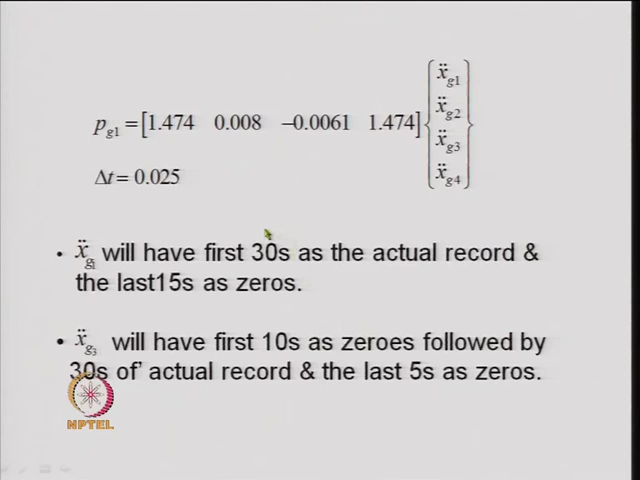 p_g1 = [1.474 0.008 −0.0061 1.474] { ẍ_g1 ẍ_g2 ẍ_g3 ẍ_g4 }
Δt = 0.025
• ẍ_g1 will have first 30s as the actual record &
the last15s as zeros.
• ẍ_g3 will have first 10s as zeroes followed by
30s of' actual record & the last 5s as zeros.
NPTEL